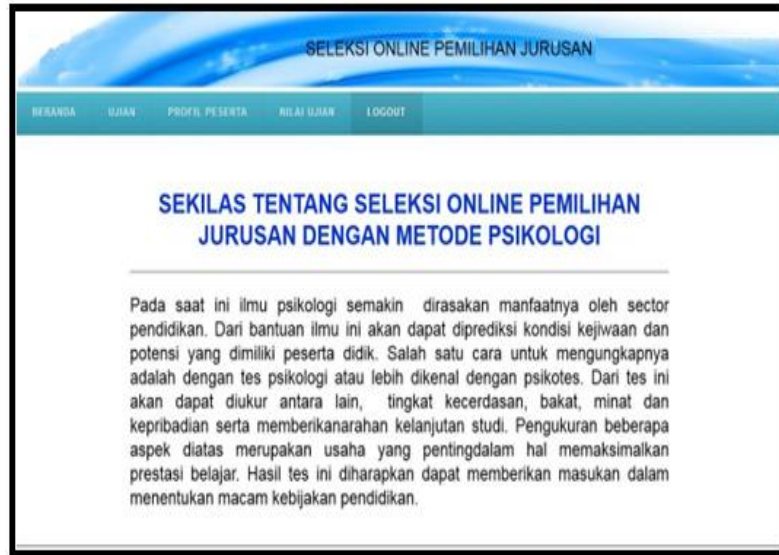 SELEKSI ONLINE PEMILIHAN JURUSAN
BERANDA UJIAN PROFIL PESERTA NILAI UJIAN LOGOUT
SEKILAS TENTANG SELEKSI ONLINE PEMILIHAN
JURUSAN DENGAN METODE PSIKOLOGI
Pada saat ini ilmu psikologi semakin dirasakan manfaatnya oleh sector
pendidikan. Dari bantuan ilmu ini akan dapat diprediksi kondisi kejiwaan dan
potensi yang dimiliki peserta didik. Salah satu cara untuk mengungkapnya
adalah dengan tes psikologi atau lebih dikenal dengan psikotes. Dari tes ini
akan dapat diukur antara lain, tingkat kecerdasan, bakat, minat dan
kepribadian serta memberikanarahan kelanjutan studi. Pengukuran beberapa
aspek diatas merupakan usaha yang pentingdalam hal memaksimalkan
prestasi belajar. Hasil tes ini diharapkan dapat memberikan masukan dalam
menentukan macam kebijakan pendidikan.